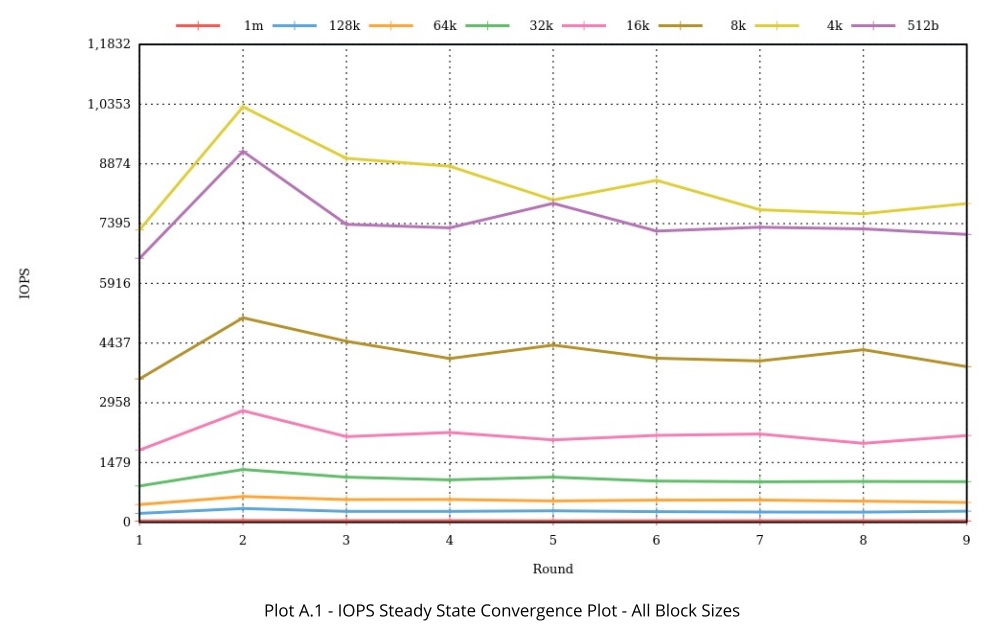 1m 128k 64k 32k 16k 8k 4k 512b
1,1832
1,0353
8874
7395
5916
4437
2958
1479
0
IOPS
1 2 3 4 5 6 7 8 9
Round
Plot A.1 - IOPS Steady State Convergence Plot - All Block Sizes